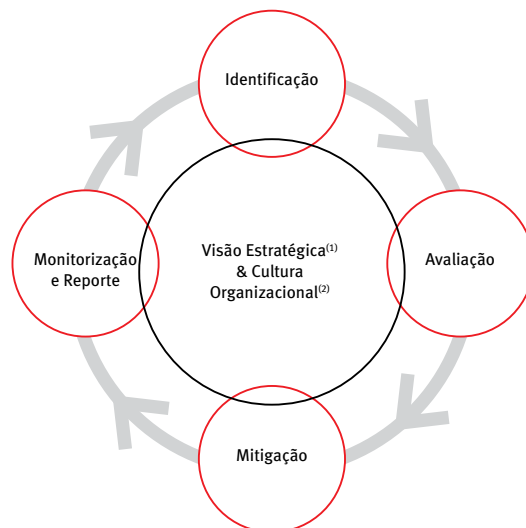 Identificação
Monitorização
e Reporte
Visão Estratégica(1)
& Cultura
Organizacional(2)
Avaliação
Mitigação